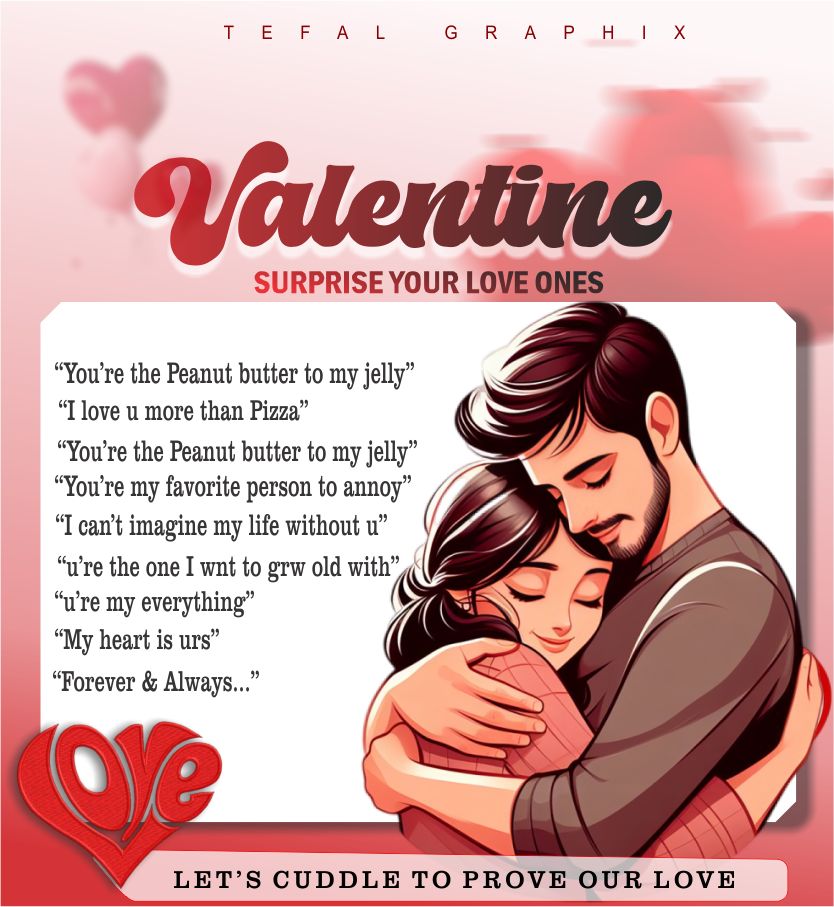 TEFAL GRAPHIX
Valentine
SURPRISE YOUR LOVE ONES
“You’re the Peanut butter to my jelly”
“I love u more than Pizza”
“You’re the Peanut butter to my jelly”
“You’re my favorite person to annoy”
“I can’t imagine my life without u”
“u’re the one I wnt to grw old with”
“u’re my everything”
“My heart is urs”
“Forever & Always...”
Love
LET’S CUDDLE TO PROVE OUR LOVE